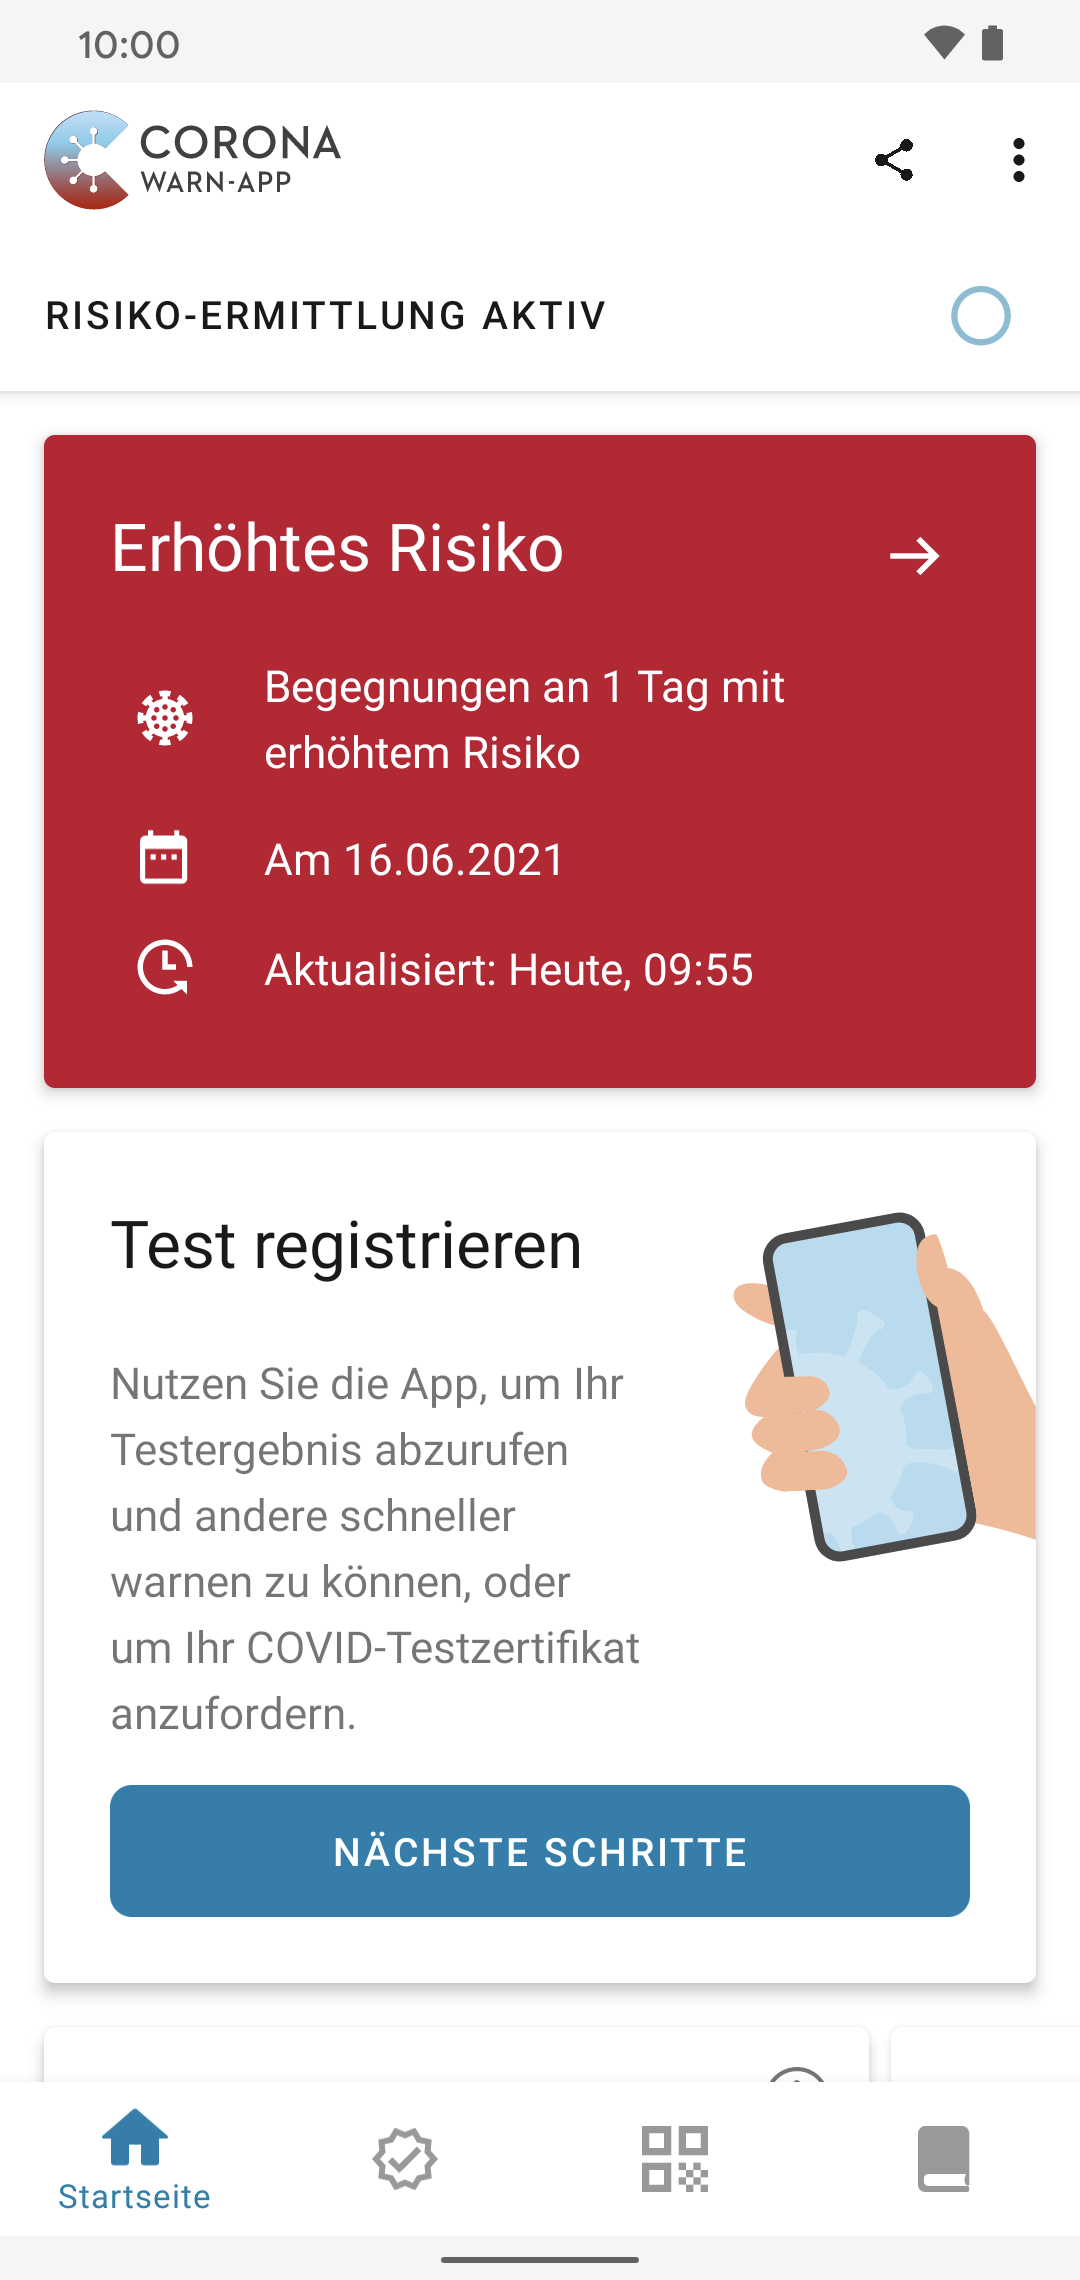 10:00
CORONA
WARN-APP
RISIKO-ERMITTLUNG AKTIV
Erhöhtes Risiko
Begegnungen an 1 Tag mit
erhöhtem Risiko
Am 16.06.2021
Aktualisiert: Heute, 09:55
Test registrieren
Nutzen Sie die App, um Ihr
Testergebnis abzurufen
und andere schneller
warnen zu können, oder
um Ihr COVID-Testzertifikat
anzufordern.
NÄCHSTE SCHRITTE
Startseite